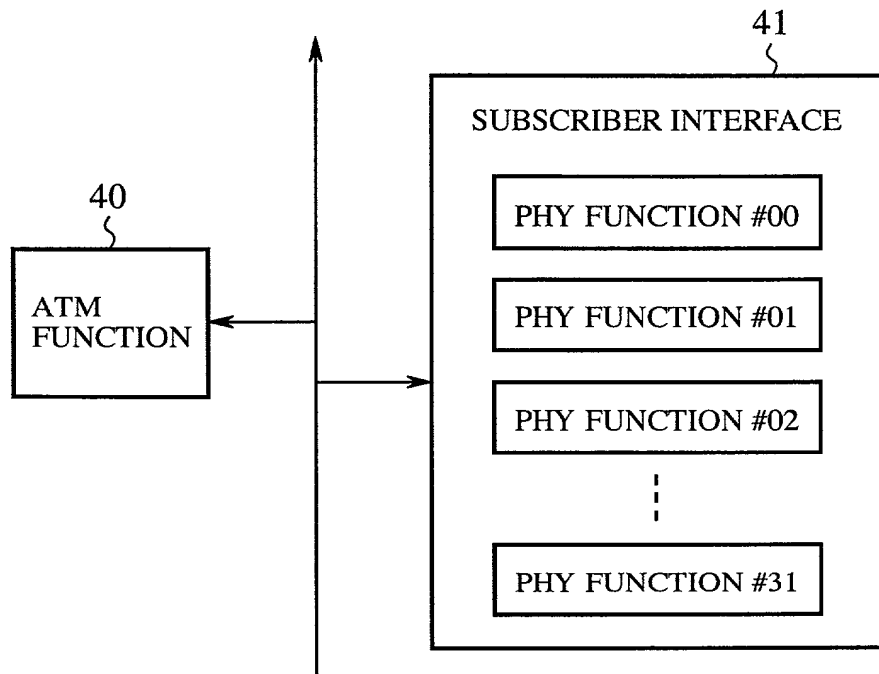 41
SUBSCRIBER INTERFACE
PHY FUNCTION #00
40
ATM
FUNCTION
PHY FUNCTION #01
PHY FUNCTION #02
PHY FUNCTION #31